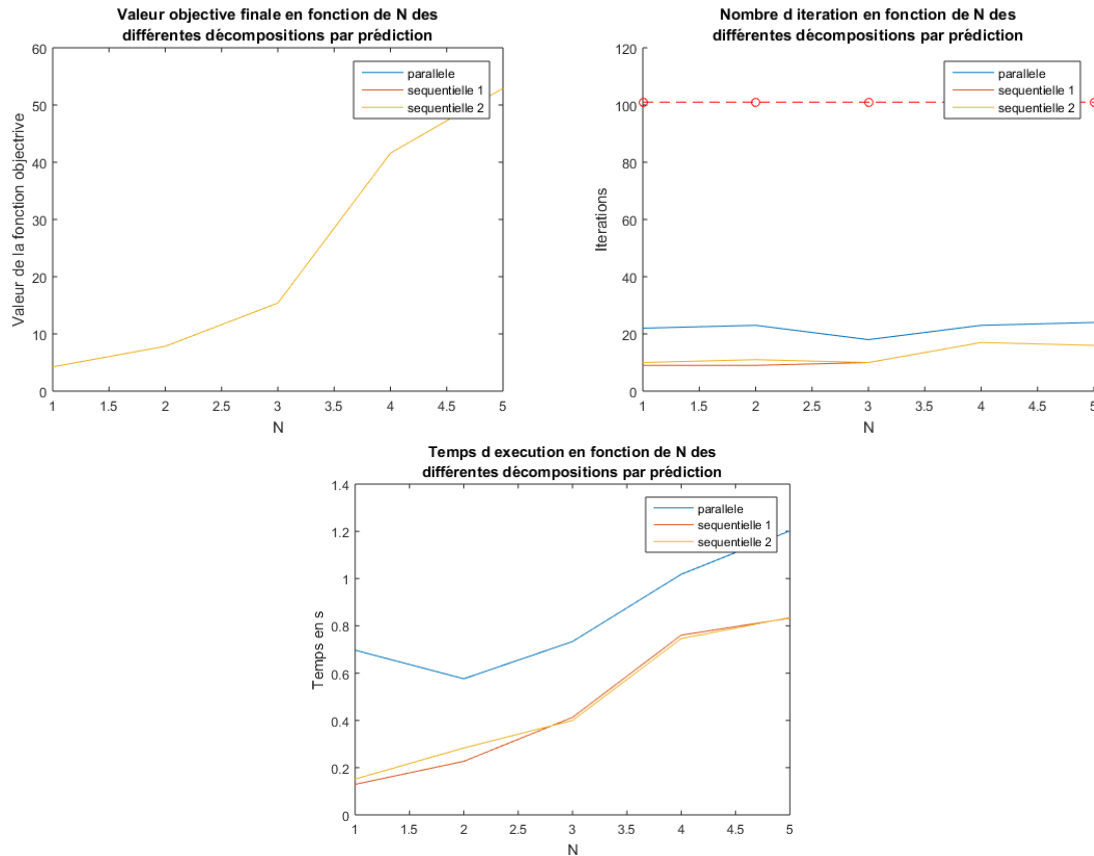 Valeur objective finale en fonction de N des
différentes décompositions par prédiction
60
50
40
30
20
10
0
1
1.5
2
2.5
3
3.5
4
4.5
5
Valeur de la fonction objectrive
N
parallele
sequentielle 1
sequentielle 2
Nombre d iteration en fonction de N des
différentes décompositions par prédiction
120
100
80
60
40
20
0
1
1.5
2
2.5
3
3.5
4
4.5
5
Iterations
N
parallele
sequentielle 1
sequentielle 2
Temps d execution en fonction de N des
différentes décompositions par prédiction
1.4
1.2
1
0.8
0.6
0.4
0.2
0
1
1.5
2
2.5
3
3.5
4
4.5
5
Temps en s
N
parallele
sequentielle 1
sequentielle 2